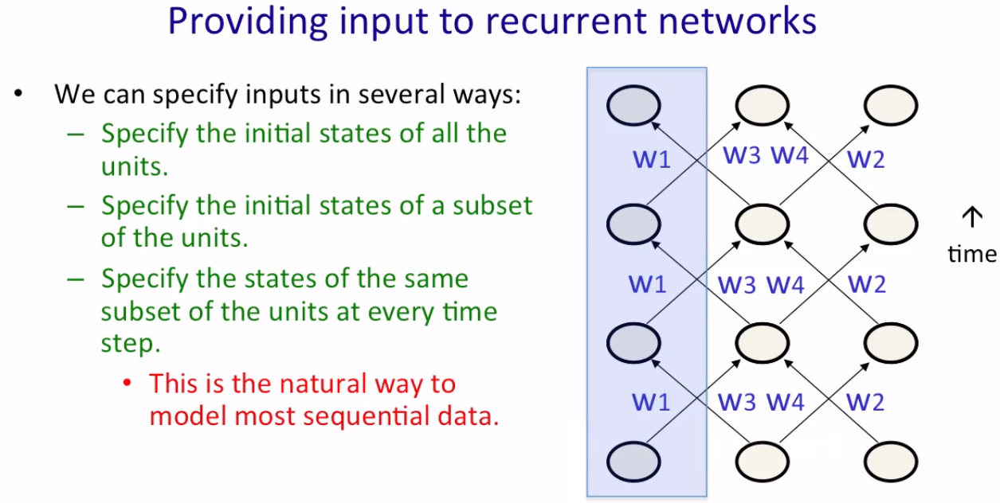 Providing input to recurrent networks
• We can specify inputs in several ways:
– Specify the initial states of all the
units.
– Specify the initial states of a subset
of the units.
– Specify the states of the same
subset of the units at every time
step.
• This is the natural way to
model most sequential data.
w1 w3 w4 w2
↑
time
w1 w3 w4 w2
w1 w3 w4 w2